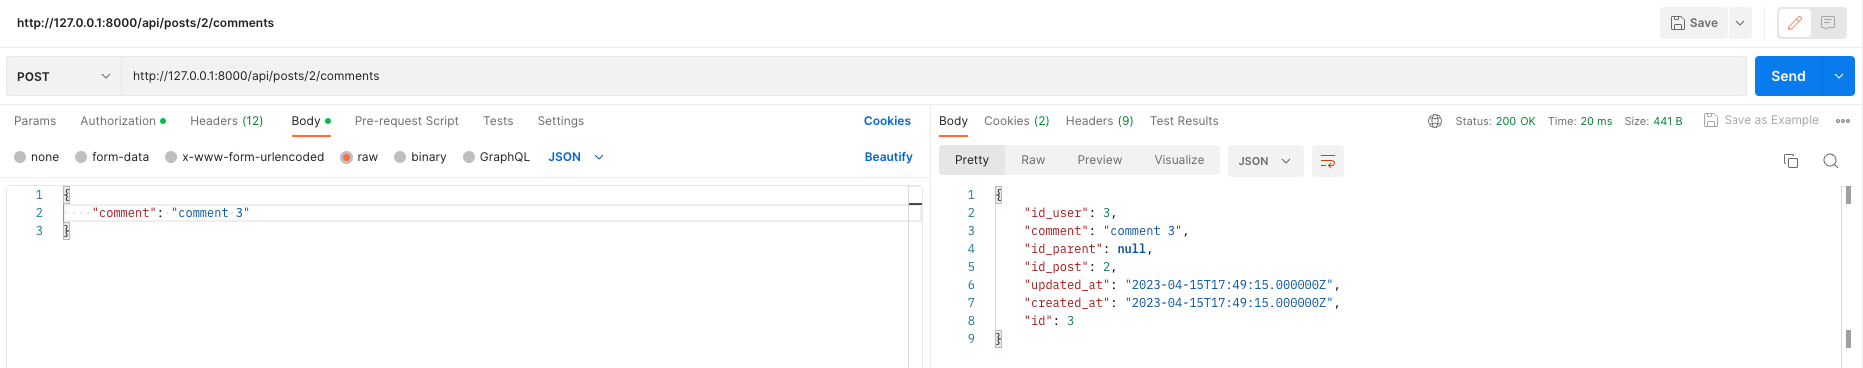 http://127.0.0.1:8000/api/posts/2/comments
Save
POST
http://127.0.0.1:8000/api/posts/2/comments
Send
Params Authorization Headers (12) Body Pre-request Script Tests Settings Cookies
none form-data x-www-form-urlencoded raw binary GraphQL JSON Beautify
1 {
2 "comment": "comment 3"
3 }
Body Cookies (2) Headers (9) Test Results Status: 200 OK Time: 20 ms Size: 441 B Save as Example
Pretty Raw Preview Visualize JSON
1 {
2 "id_user": 3,
3 "comment": "comment 3",
4 "id_parent": null,
5 "id_post": 2,
6 "updated_at": "2023-04-15T17:49:15.000000Z",
7 "created_at": "2023-04-15T17:49:15.000000Z",
8 "id": 3
9 }